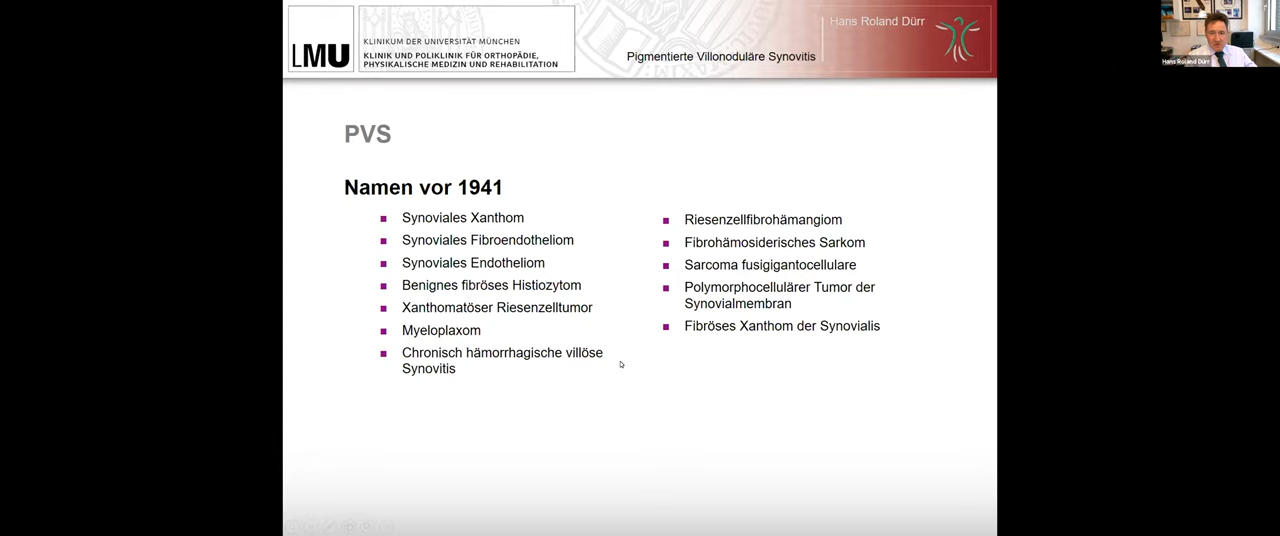 LMU
KLINIKUM DER UNIVERSITÄT MÜNCHEN
KLINIK UND POLIKLINIK FÜR ORTHOPÄDIE,
PHYSIKALISCHE MEDIZIN UND REHABILITATION
Pigmentierte Villonoduläre Synovitis
Hans Roland Dürr
Hans Roland Dürr
PVS
Namen vor 1941
Synoviales Xanthom
Synoviales Fibroendotheliom
Synoviales Endotheliom
Benignes fibröses Histiozytom
Xanthomatöser Riesenzelltumor
Myeloplaxom
Chronisch hämorrhagische villöse
Synovitis
Riesenzellfibrohämangiom
Fibrohämosiderisches Sarkom
Sarcoma fusigigantocellulare
Polymorphocellulärer Tumor der
Synovialmembran
Fibröses Xanthom der Synovialis